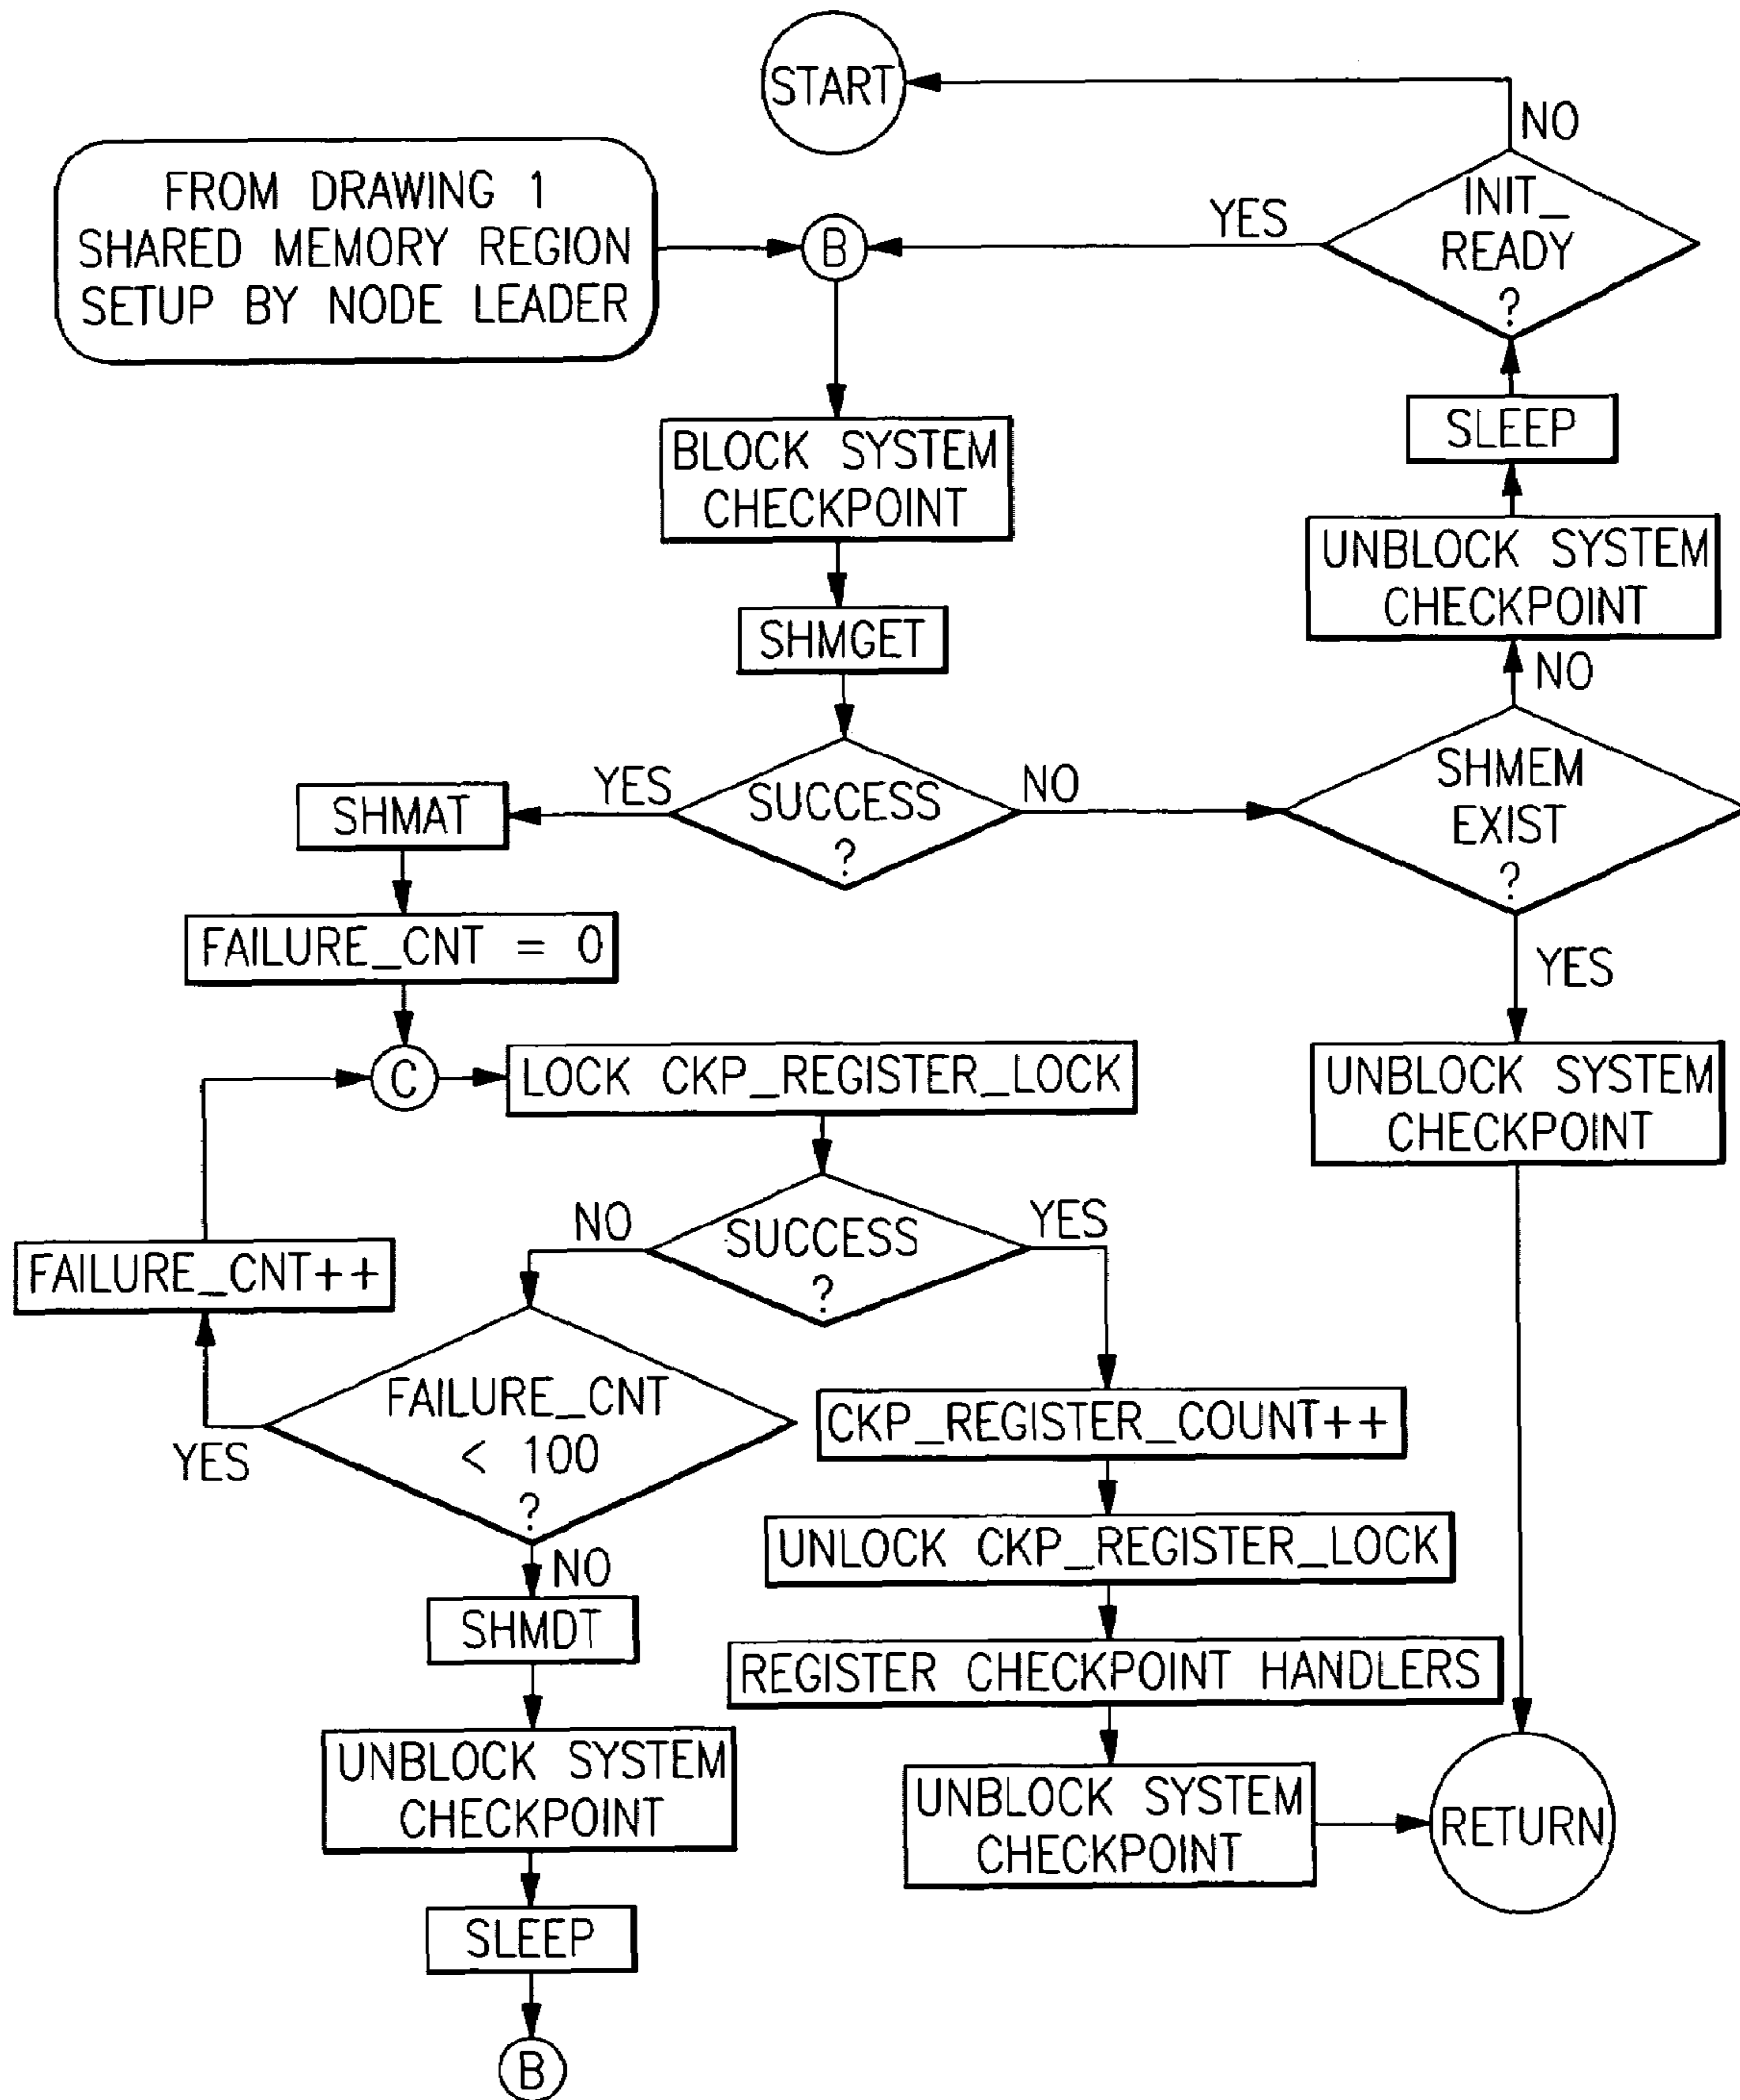 START
NO
FROM DRAWING 1
SHARED MEMORY REGION
SETUP BY NODE LEADER
B
YES
INIT_
READY
?
BLOCK SYSTEM
CHECKPOINT
SLEEP
UNBLOCK SYSTEM
CHECKPOINT
SHMGET
NO
SHMAT
YES
SUCCESS
?
NO
SHMEM
EXIST
?
FAILURE_CNT = 0
YES
C
LOCK CKP_REGISTER_LOCK
UNBLOCK SYSTEM
CHECKPOINT
NO
SUCCESS
?
YES
FAILURE_CNT++
FAILURE_CNT
< 100
?
YES
CKP_REGISTER_COUNT++
UNLOCK CKP_REGISTER_LOCK
NO
SHMDT
REGISTER CHECKPOINT HANDLERS
UNBLOCK SYSTEM
CHECKPOINT
UNBLOCK SYSTEM
CHECKPOINT
RETURN
SLEEP
B